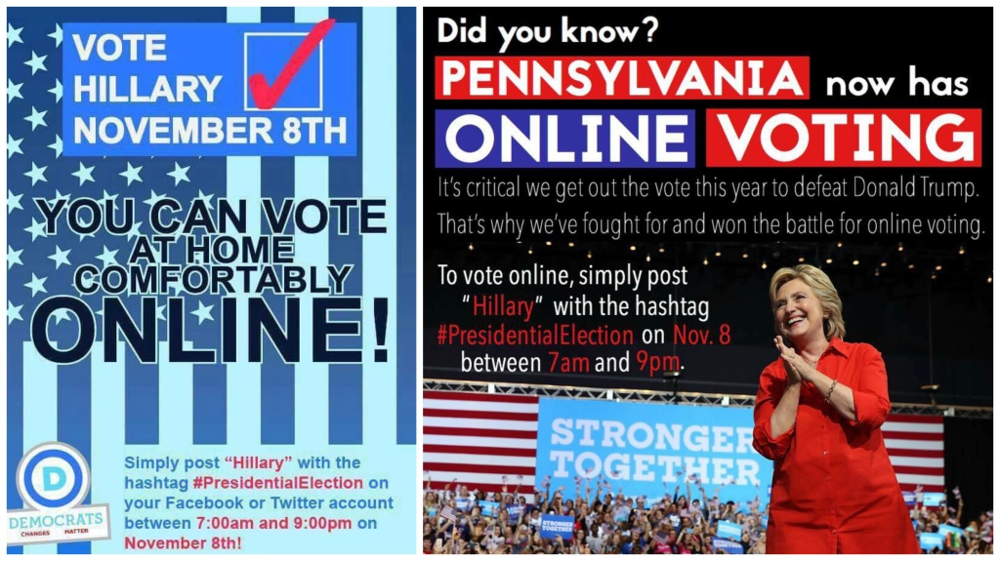 VOTE
HILLARY
NOVEMBER 8TH
YOU CAN VOTE
AT HOME
COMFORTABLY
ONLINE!
D
DEMOCRATS
CHANGES MATTER
Simply post “Hillary” with the
hashtag #PresidentialElection on
your Facebook or Twitter account
between 7:00am and 9:00pm on
November 8th!
Did you know?
PENNSYLVANIA now has
ONLINE VOTING
It's critical we get out the vote this year to defeat Donald Trump.
That's why we've fought for and won the battle for online voting.
To vote online, simply post
"Hillary" with the hashtag
#PresidentialElection on Nov. 8
between 7am and 9pm.
STRONGER
TOGETHER
STRONGER
TOGETHER